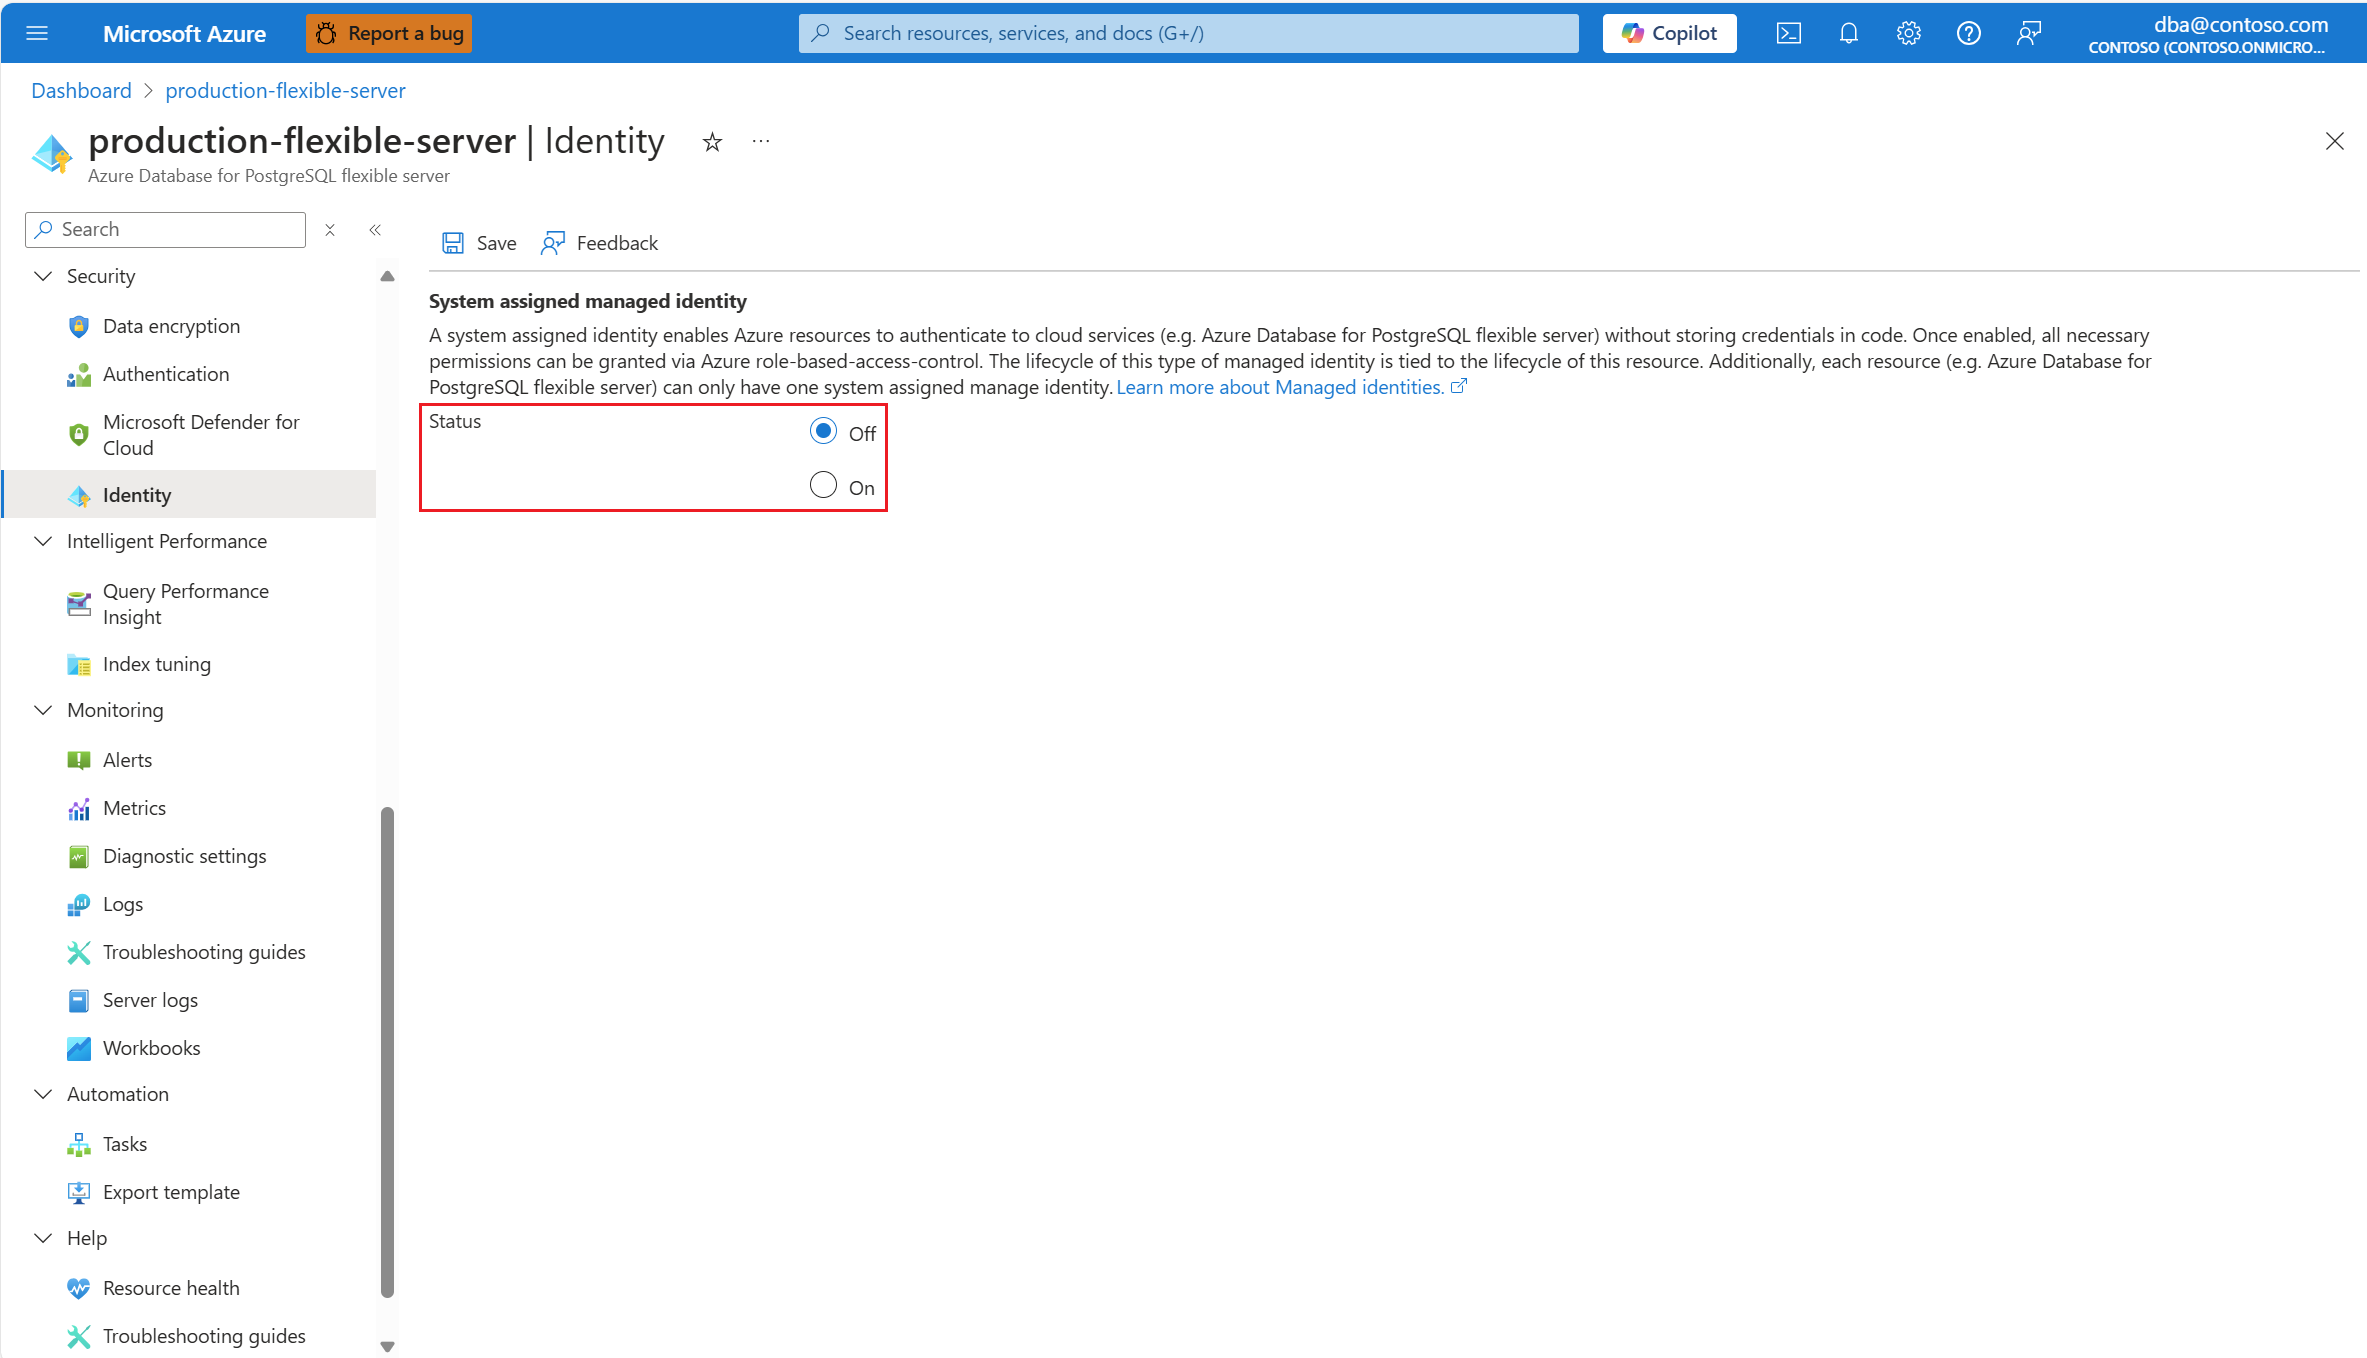 Microsoft Azure
Report a bug
Search resources, services, and docs (G+/)
Copilot
dba@contoso.com
CONTOSO (CONTOSO.ONMICRO...
Dashboard > production-flexible-server
production-flexible-server | Identity
Azure Database for PostgreSQL flexible server
Search
Security
Data encryption
Authentication
Microsoft Defender for
Cloud
Identity
Intelligent Performance
Query Performance
Insight
Index tuning
Monitoring
Alerts
Metrics
Diagnostic settings
Logs
Troubleshooting guides
Server logs
Workbooks
Automation
Tasks
Export template
Help
Resource health
Troubleshooting guides
Save
Feedback
System assigned managed identity
A system assigned identity enables Azure resources to authenticate to cloud services (e.g. Azure Database for PostgreSQL flexible server) without storing credentials in code. Once enabled, all necessary
permissions can be granted via Azure role-based-access-control. The lifecycle of this type of managed identity is tied to the lifecycle of this resource. Additionally, each resource (e.g. Azure Database for
PostgreSQL flexible server) can only have one system assigned manage identity. Learn more about Managed identities.
Status
Off
On